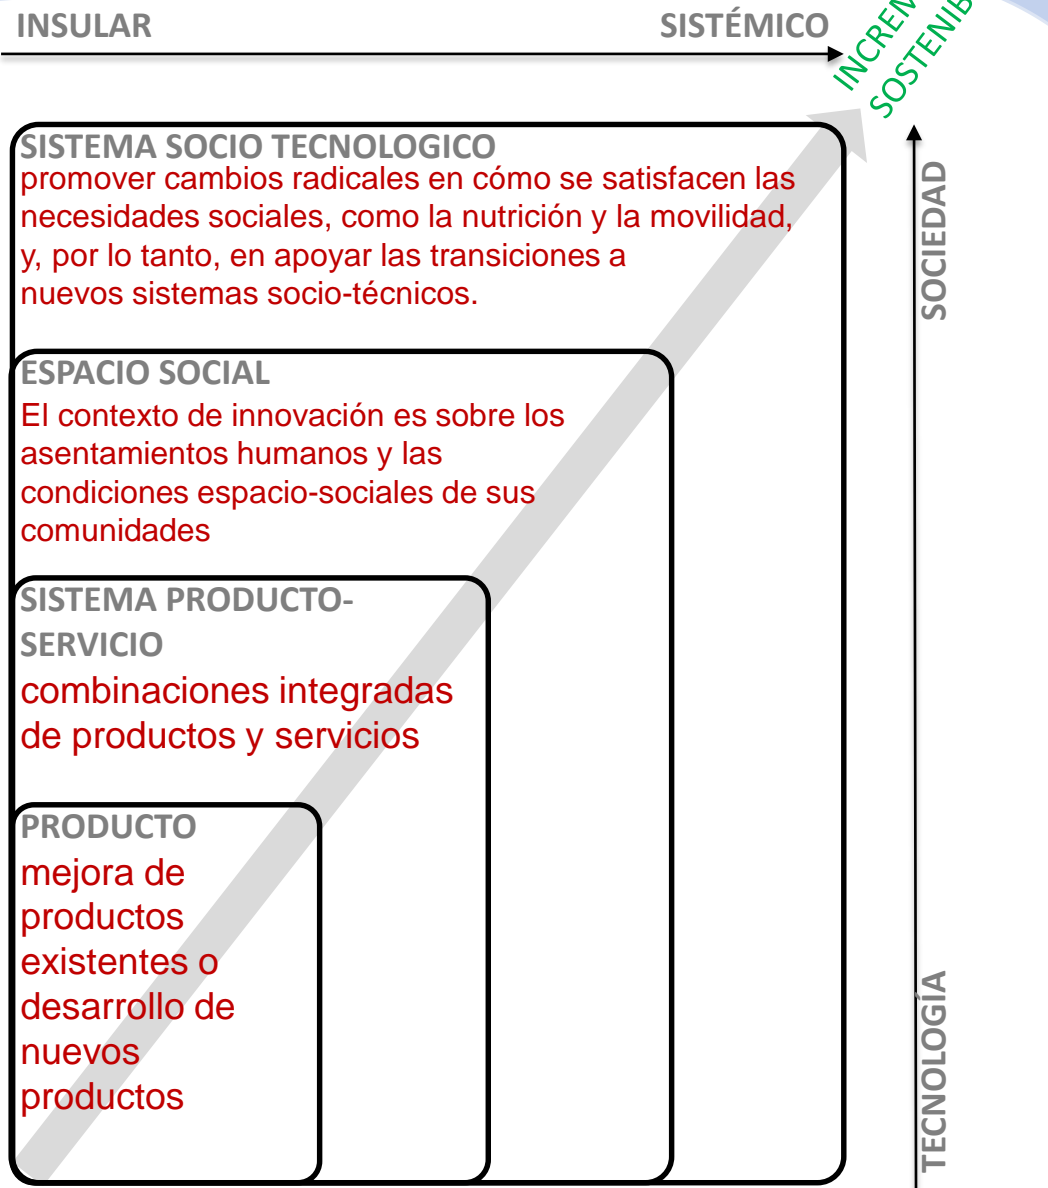 INSULAR
SISTÉMICO
SISTEMA SOCIO TECNOLOGICO
promover cambios radicales en cómo se satisfacen las
necesidades sociales, como la nutrición y la movilidad,
y, por lo tanto, en apoyar las transiciones a
nuevos sistemas socio-técnicos.
SOCIEDAD
ESPACIO SOCIAL
El contexto de innovación es sobre los
asentamientos humanos y las
condiciones espacio-sociales de sus
comunidades
SISTEMA PRODUCTO-
SERVICIO
combinaciones integradas
de productos y servicios
PRODUCTO
mejora de
productos
existentes o
desarrollo de
nuevos
productos
TECNOLOGÍA